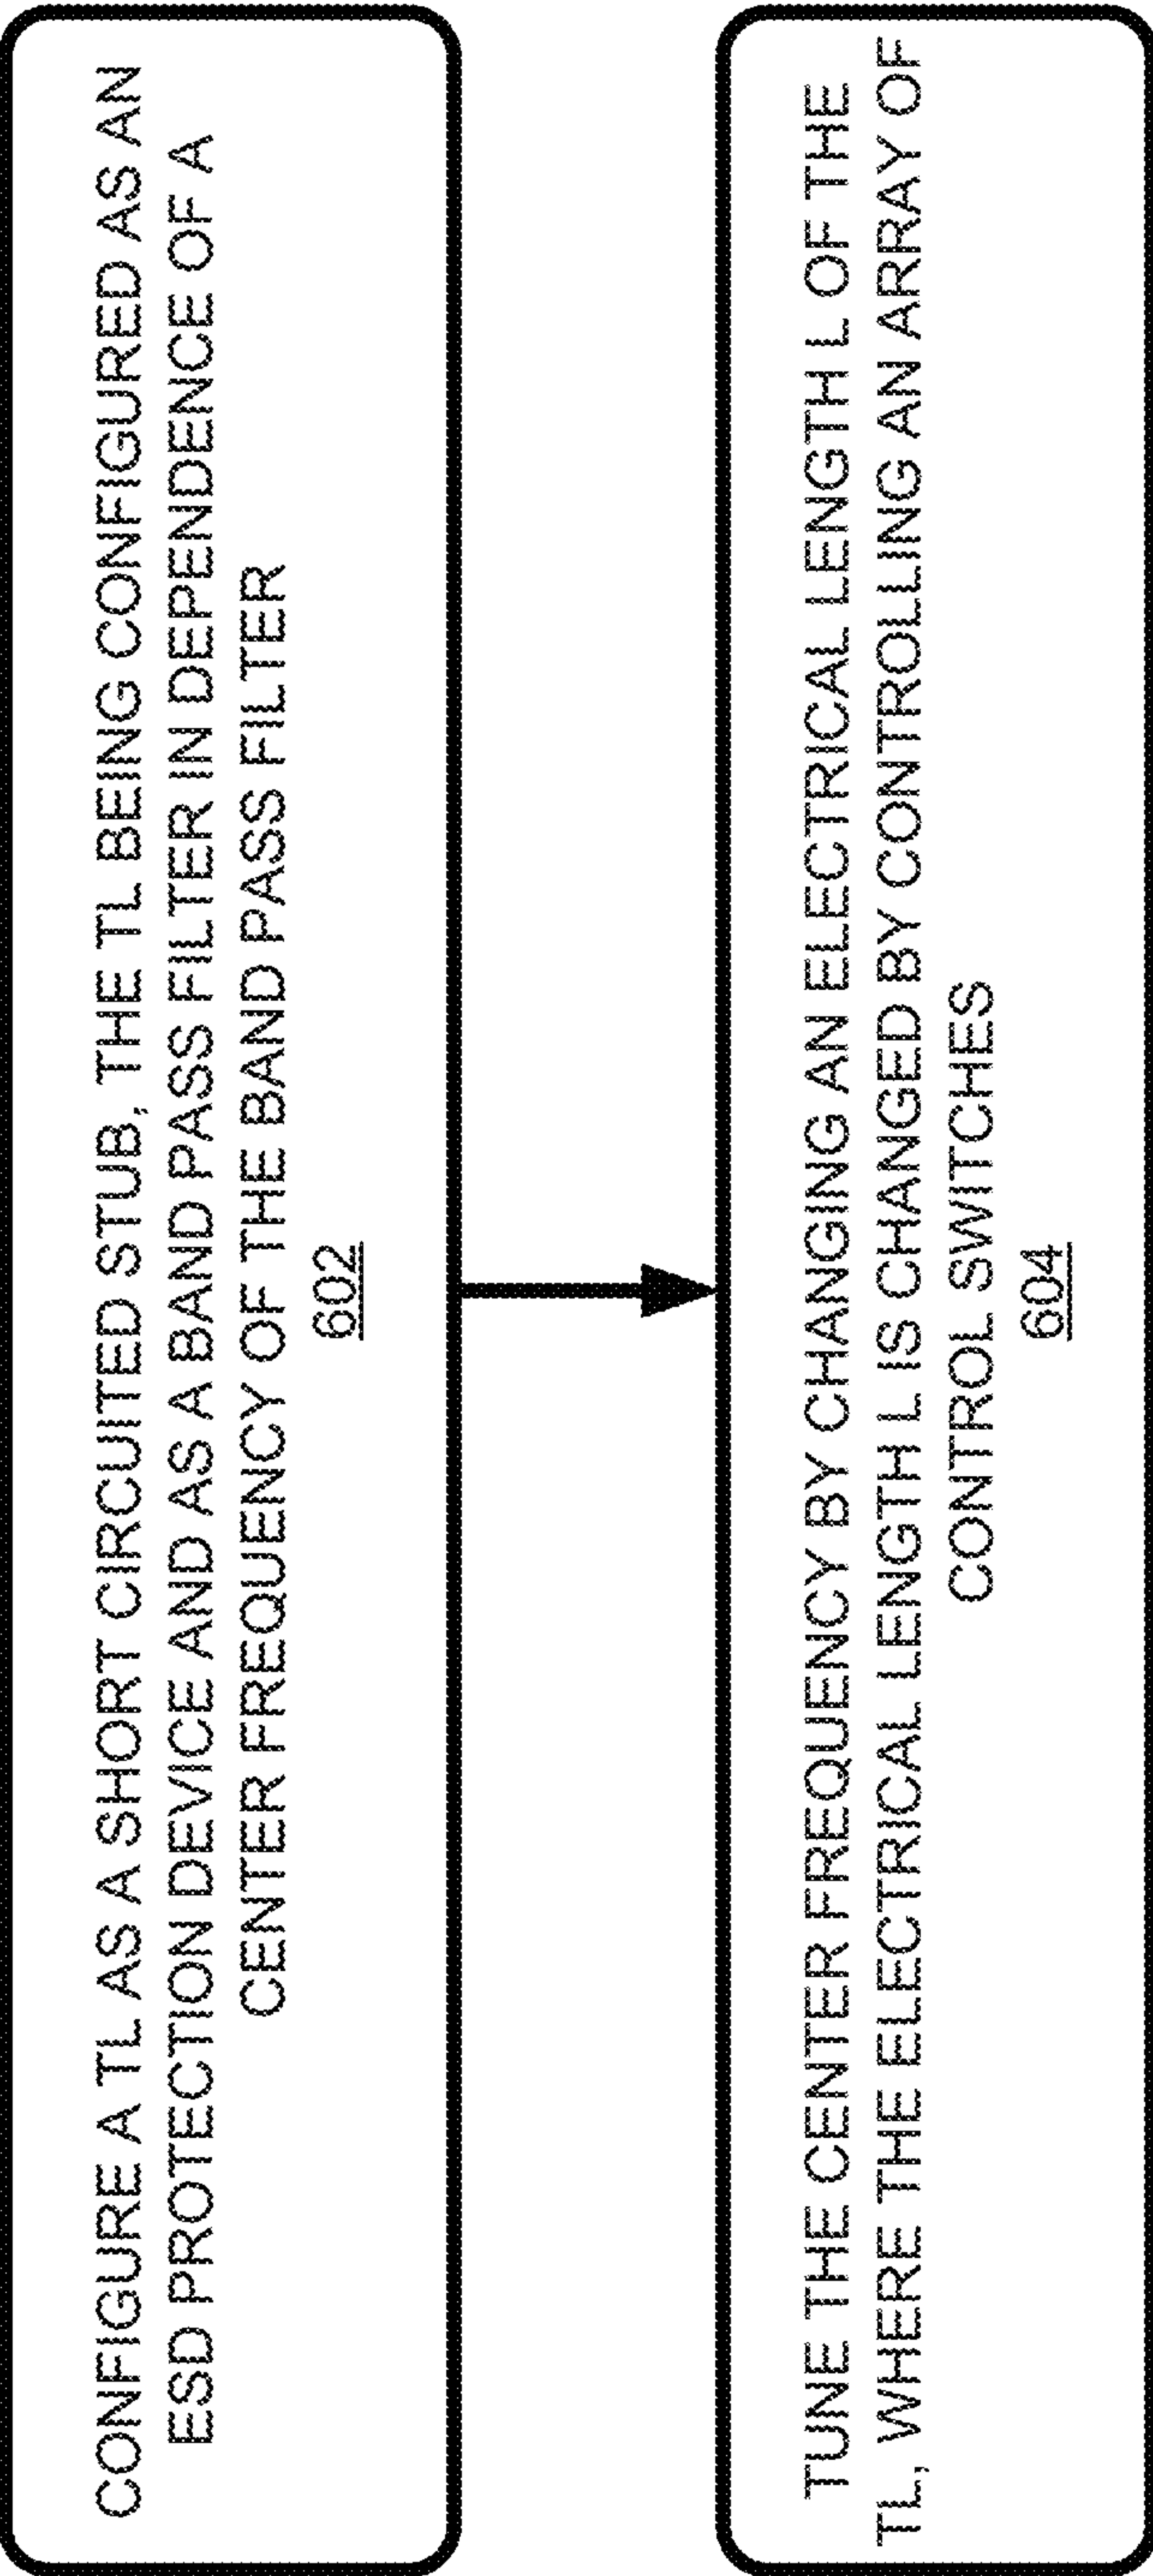 CONFIGURE A TL AS A SHORT CIRCUITED STUB, THE TL BEING CONFIGURED AS AN
ESD PROTECTION DEVICE AND AS A BAND PASS FILTER IN DEPENDENCE OF A
CENTER FREQUENCY OF THE BAND PASS FILTER
602
TUNE THE CENTER FREQUENCY BY CHANGING AN ELECTRICAL LENGTH L OF THE
TL, WHERE THE ELECTRICAL LENGTH L IS CHANGED BY CONTROLLING AN ARRAY OF
CONTROL SWITCHES
604